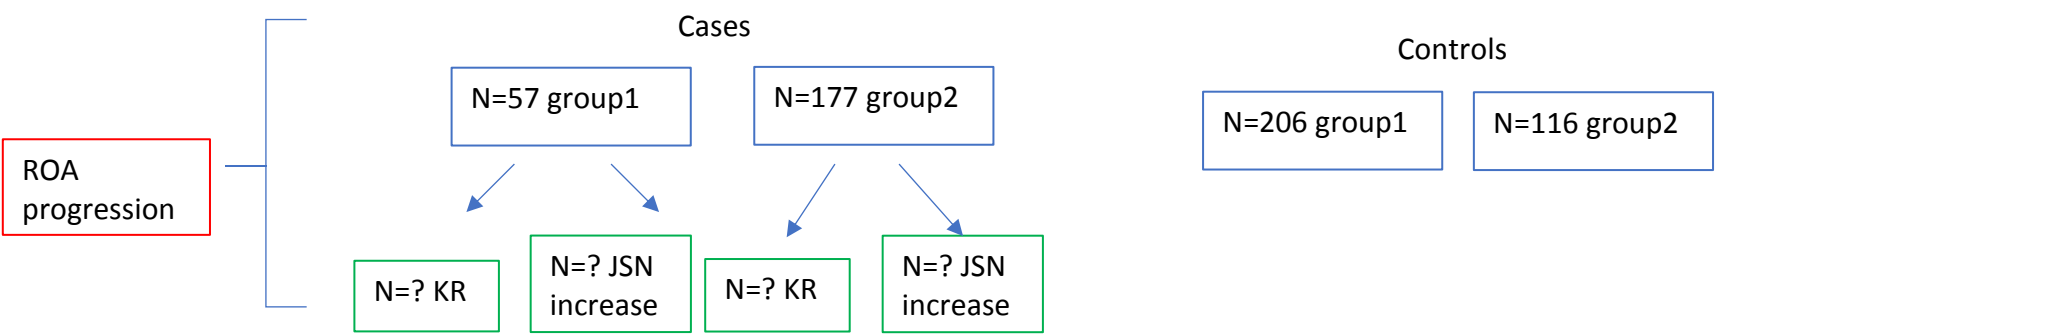 Cases
Controls
N=57 group1
N=177 group2
N=206 group1
N=116 group2
ROA
progression
N=? KR
N=? JSN
increase
N=? KR
N=? JSN
increase